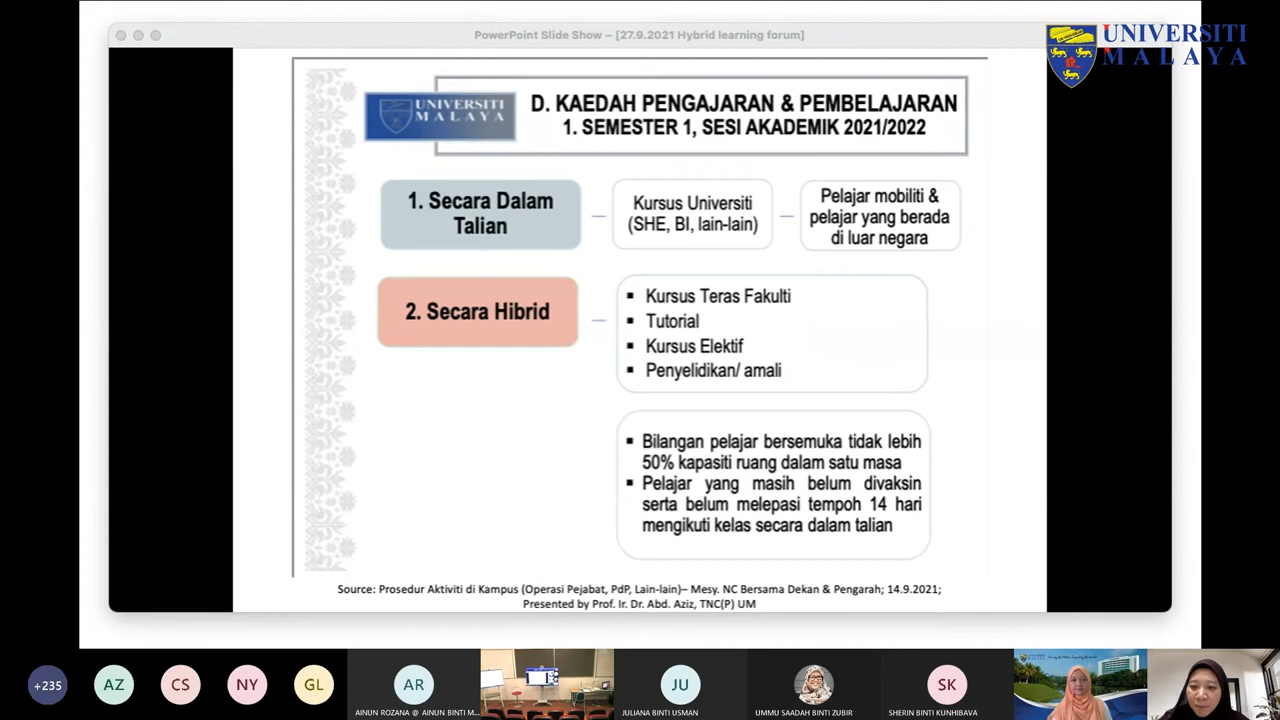 PowerPoint Slide Show – [27.9.2021 Hybrid learning forum]
UNIVERSITI
MALAYA
UNIVERSITI
MALAYA
D. KAEDAH PENGAJARAN & PEMBELAJARAN
1. SEMESTER 1, SESI AKADEMIK 2021/2022
1. Secara Dalam
Talian
Kursus Universiti
(SHE, BI, lain-lain)
Pelajar mobiliti &
pelajar yang berada
di luar negara
2. Secara Hibrid
▪ Kursus Teras Fakulti
▪ Tutorial
▪ Kursus Elektif
▪ Penyelidikan/ amali
▪ Bilangan pelajar bersemuka tidak lebih
50% kapasiti ruang dalam satu masa
▪ Pelajar yang masih belum divaksin
serta belum melepasi tempoh 14 hari
mengikuti kelas secara dalam talian
Source: Prosedur Aktiviti di Kampus (Operasi Pejabat, PdP, Lain-lain)– Mesy. NC Bersama Dekan & Pengarah; 14.9.2021;
Presented by Prof. Ir. Dr. Abd. Aziz, TNC(P) UM
+235
AZ
CS
NY
GL
AR
JU
SK
AINUN ROZANA @ AINUN BINTI M...
JULIANA BINTI USMAN
UMMU SAADAH BINTI ZUBIR
SHERIN BINTI KUNHIBAVA